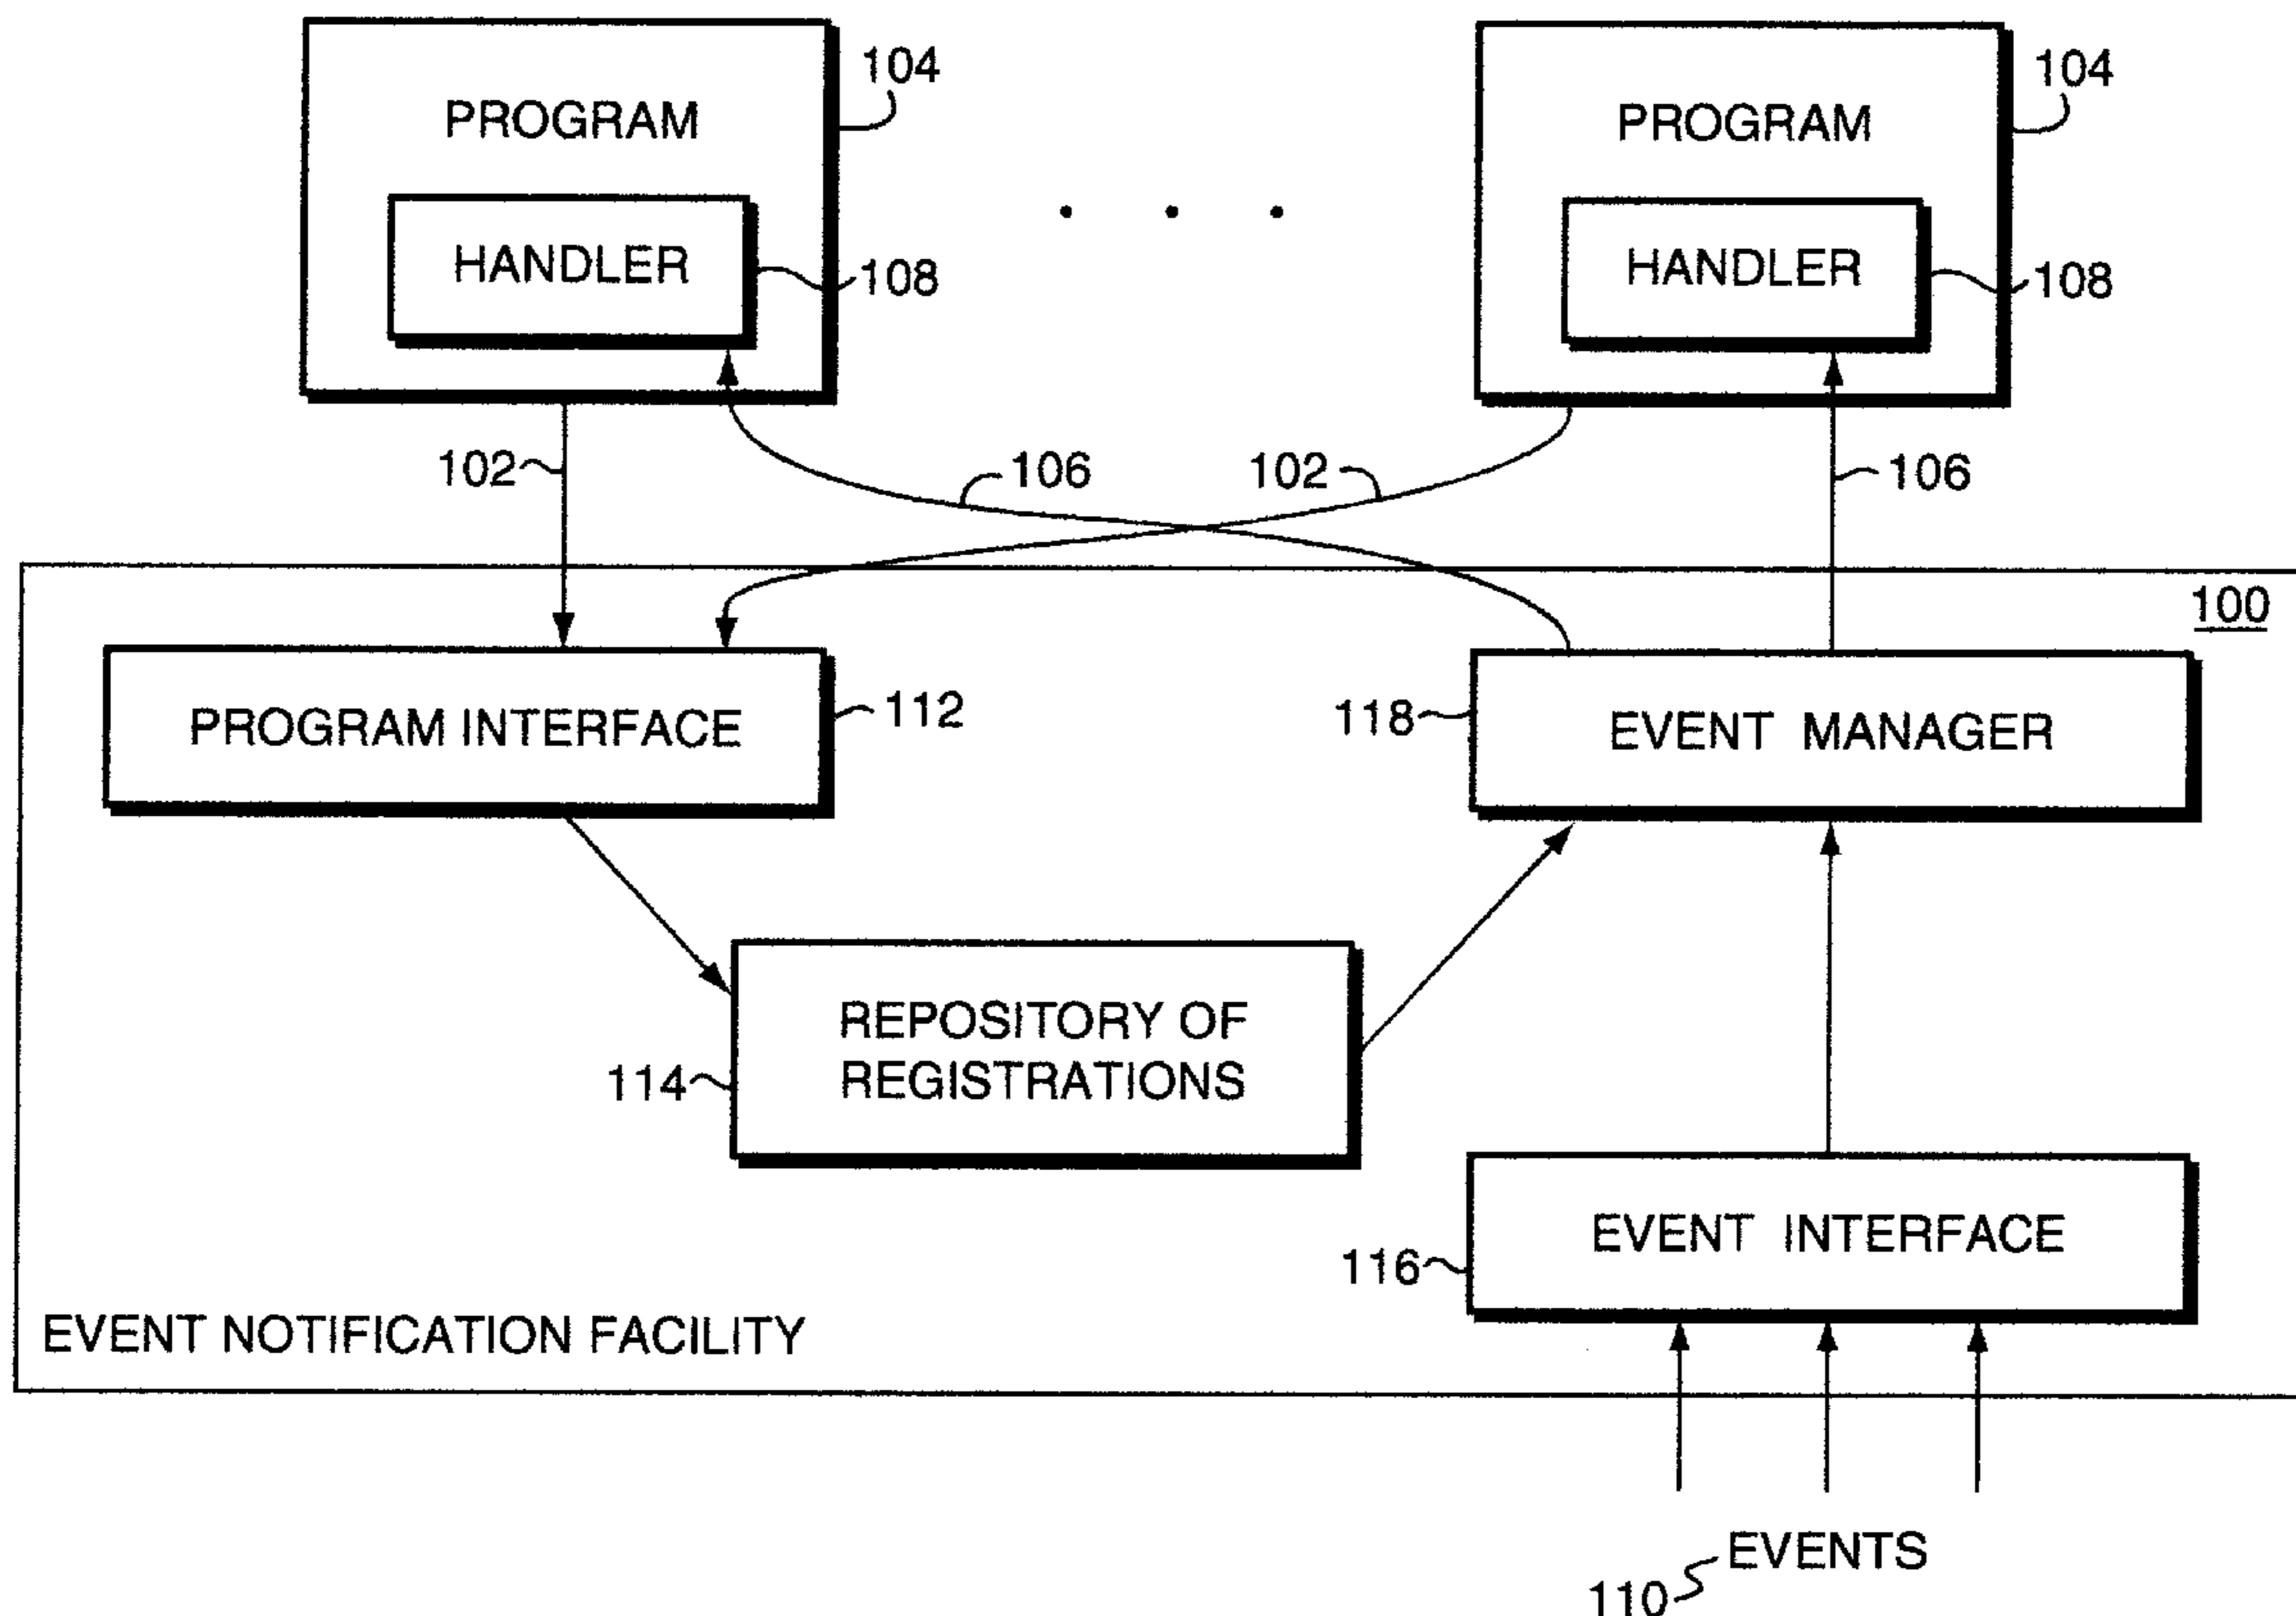 104
104
PROGRAM
PROGRAM
HANDLER
108
HANDLER
108
102
106
102
106
100
PROGRAM INTERFACE
112
118
EVENT MANAGER
REPOSITORY OF
REGISTRATIONS
114
EVENT INTERFACE
116
EVENT NOTIFICATION FACILITY
EVENTS
110